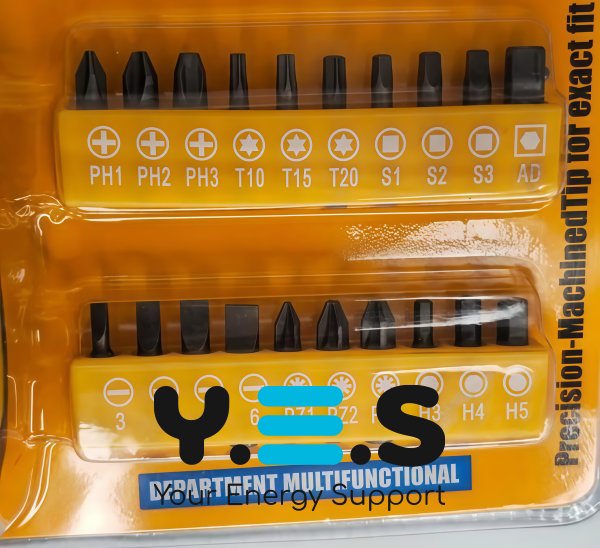 PH1 PH2 PH3 T10 T15 T20 S1 S2 S3 AD
Precision-MachinedTip for exact fit
3 6 PZ1 PZ2 H3 H4 H5
Y.E.S
DEPARTMENT MULTIFUNCTIONAL
Your Energy Support